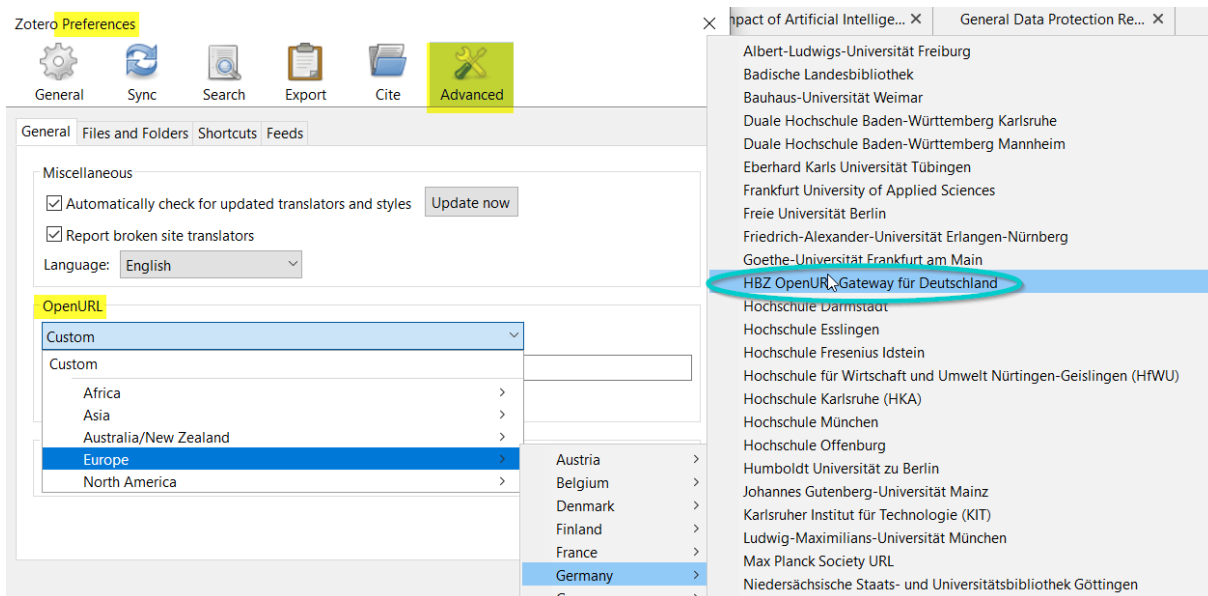 Zotero Preferences
General Sync Search Export Cite Advanced
General Files and Folders Shortcuts Feeds
Miscellaneous
Automatically check for updated translators and styles Update now
Report broken site translators
Language: English
OpenURL
Custom
Custom
Africa
Asia
Australia/New Zealand
Europe
North America
Austria
Belgium
Denmark
Finland
France
Germany
mpact of Artificial Intellige... General Data Protection Re...
Albert-Ludwigs-Universität Freiburg
Badische Landesbibliothek
Bauhaus-Universität Weimar
Duale Hochschule Baden-Württemberg Karlsruhe
Duale Hochschule Baden-Württemberg Mannheim
Eberhard Karls Universität Tübingen
Frankfurt University of Applied Sciences
Freie Universität Berlin
Friedrich-Alexander-Universität Erlangen-Nürnberg
Goethe-Universität Frankfurt am Main
HBZ OpenURL Gateway für Deutschland
Hochschule Darmstadt
Hochschule Esslingen
Hochschule Fresenius Idstein
Hochschule für Wirtschaft und Umwelt Nürtingen-Geislingen (HfWU)
Hochschule Karlsruhe (HKA)
Hochschule München
Hochschule Offenburg
Humboldt Universität zu Berlin
Johannes Gutenberg-Universität Mainz
Karlsruher Institut für Technologie (KIT)
Ludwig-Maximilians-Universität München
Max Planck Society URL
Niedersächsische Staats- und Universitätsbibliothek Göttingen